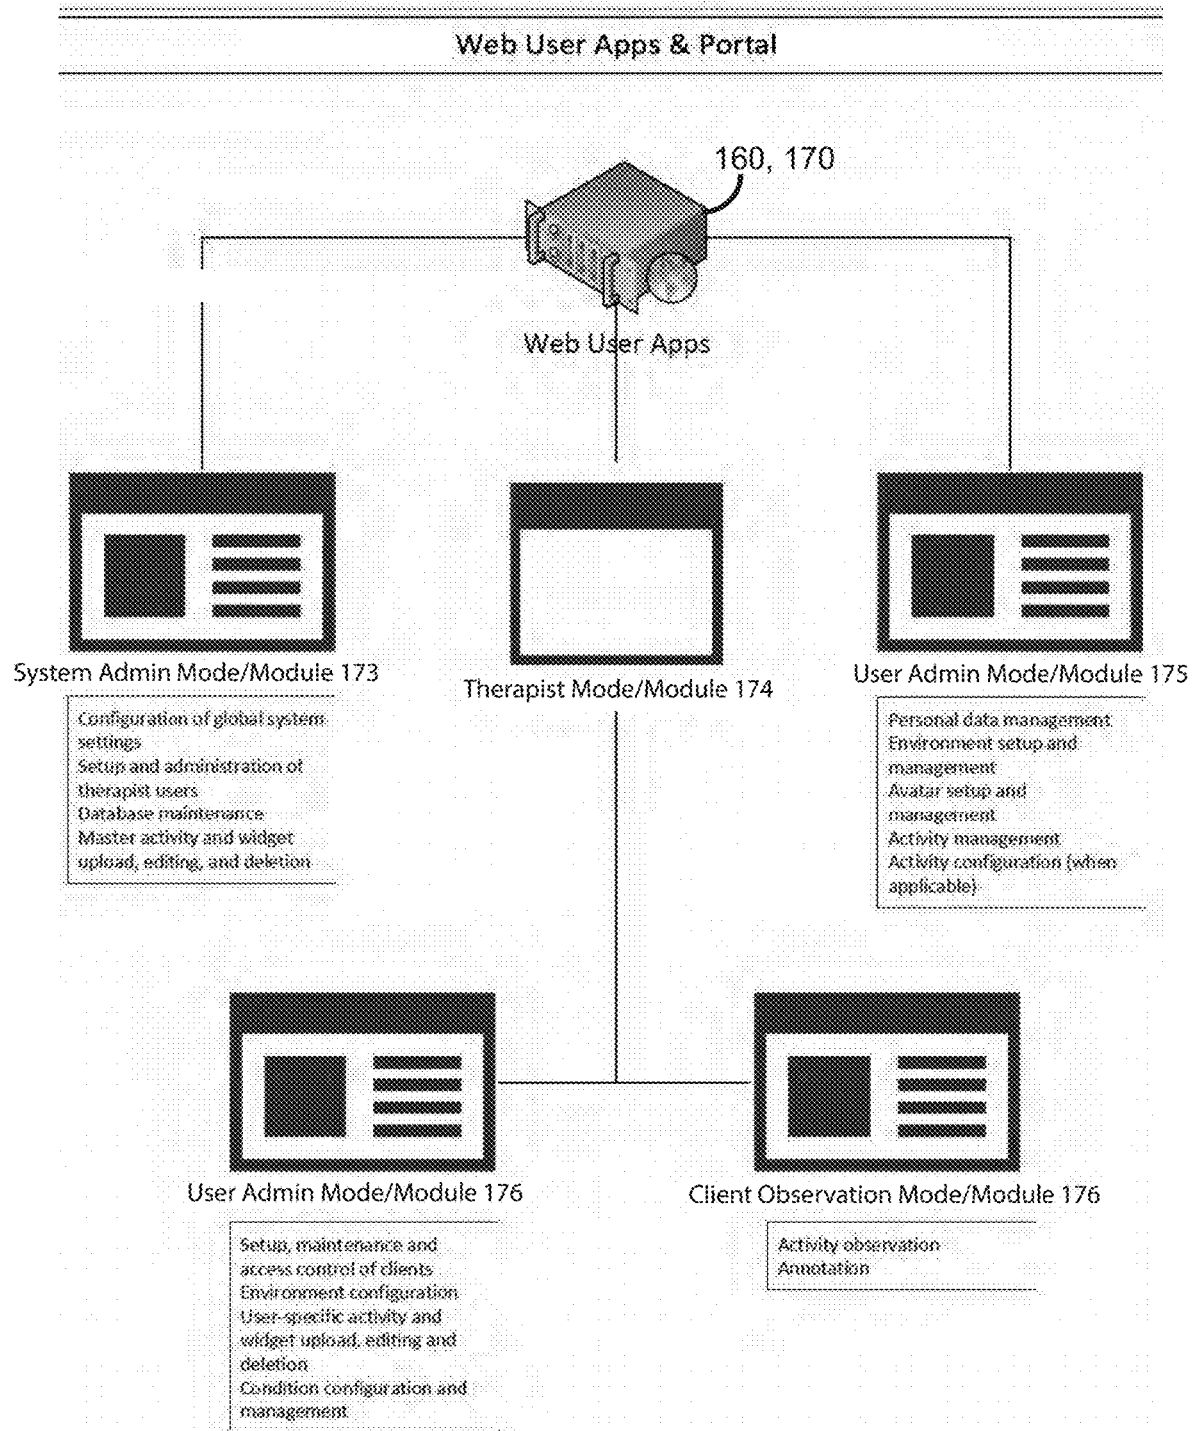 Web User Apps & Portal
160, 170
Web User Apps
System Admin Mode/Module 173
Configuration of global system
settings
Setup and administration of
therapist users
Database maintenance
Master activity and widget
upload, editing, and deletion
Therapist Mode/Module 174
User Admin Mode/Module 175
Personal data management
Environment setup and
management
Avatar setup and
management
Activity management
Activity configuration (when
applicable)
User Admin Mode/Module 176
Setup, maintenance and
access control of clients
Environment configuration
User-specific activity and
widget upload, editing and
deletion
Condition configuration and
management
Client Observation Mode/Module 176
Activity observation
Annotation